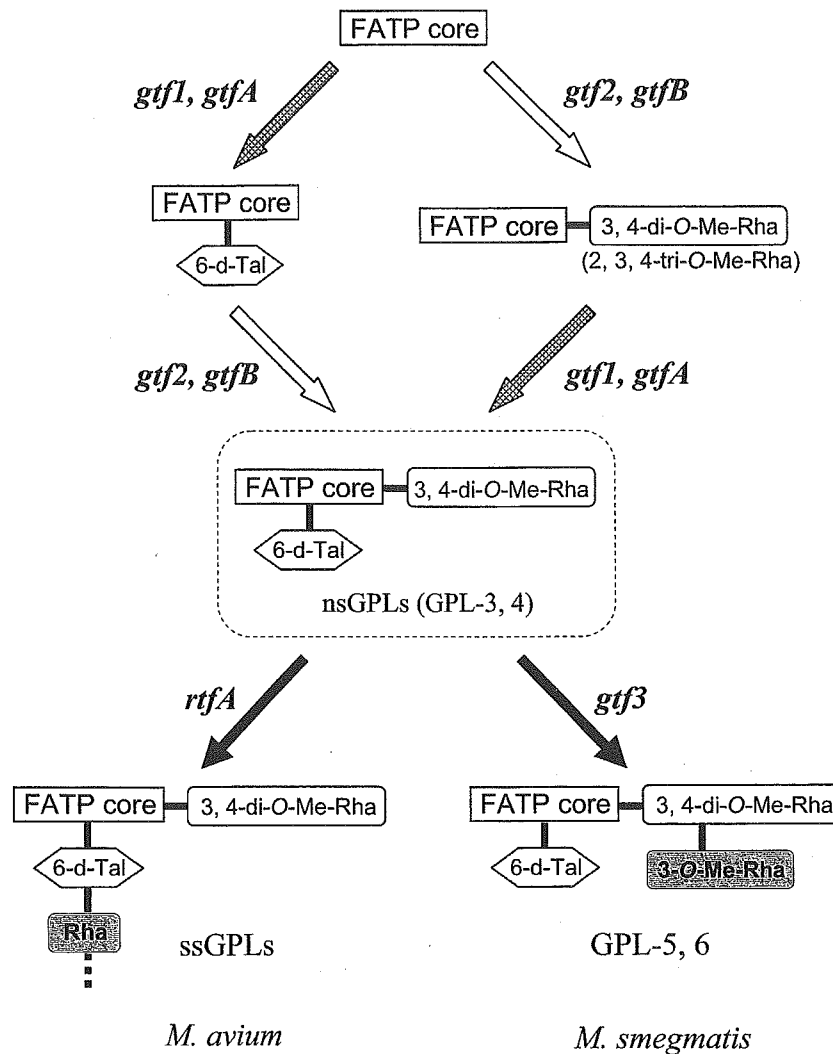 FATP core
gtf1, gtfA
gtf2, gtfB
FATP core
6-d-Tal
FATP core
3, 4-di-O-Me-Rha
(2, 3, 4-tri-O-Me-Rha)
gtf2, gtfB
gtf1, gtfA
FATP core
3, 4-di-O-Me-Rha
6-d-Tal
nsGPLs (GPL-3, 4)
rtfA
gtf3
FATP core
3, 4-di-O-Me-Rha
6-d-Tal
Rha
ssGPLs
FATP core
3, 4-di-O-Me-Rha
6-d-Tal
3-O-Me-Rha
GPL-5, 6
M. avium
M. smegmatis